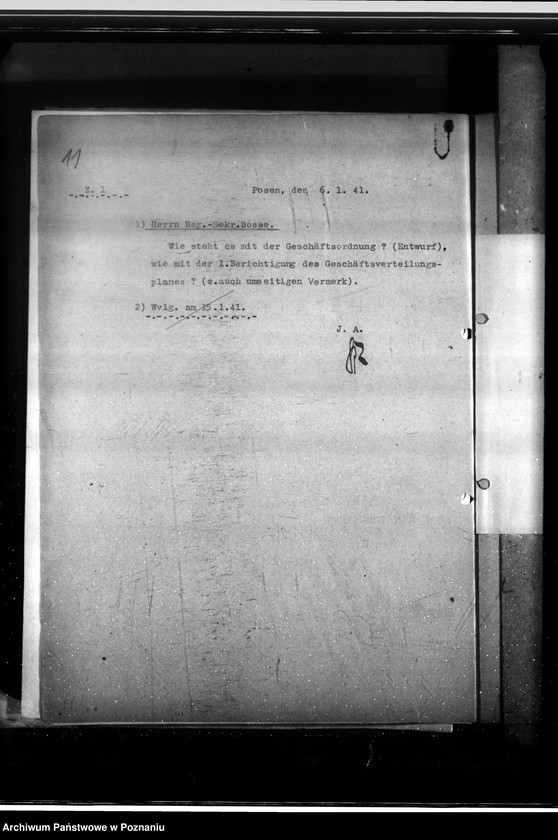 11
Z. 1
Posen, den 6. 1. 41.
1) Herrn Reg.-Sekr.Bosse.
Wie steht es mit der Geschäftsordnung ? (Entwurf),
wie mit der 1.Berichtigung des Geschäftsverteilungs-
planes ? (s.auch umseitigen Vermerk).
2) Wvlg. am 15.1.41.
J. A.
Archiwum Państwowe w Poznaniu